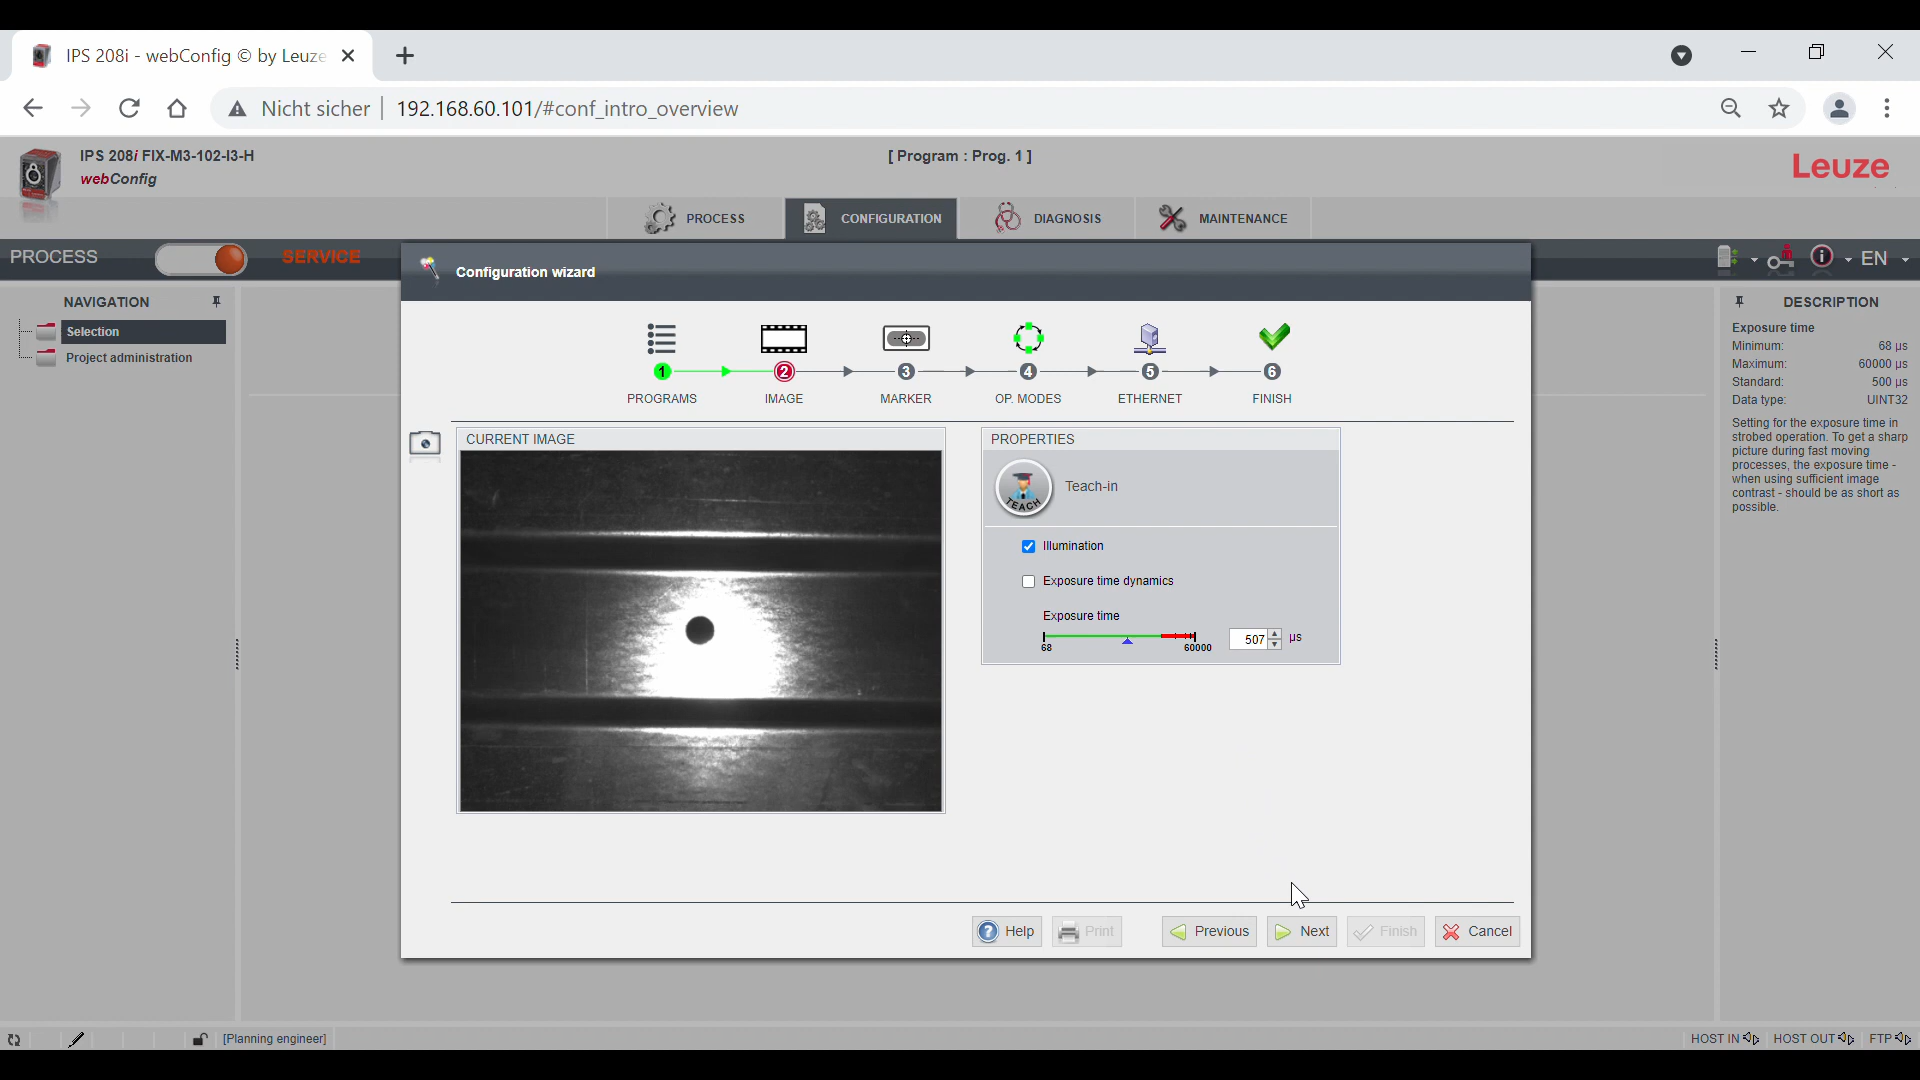 IPS 208i - webConfig © by Leuze
Nicht sicher
192.168.60.101/#conf_intro_overview
IPS 208i FIX-M3-102-I3-H
webConfig
[ Program : Prog. 1 ]
Leuze
PROCESS
CONFIGURATION
DIAGNOSIS
MAINTENANCE
PROCESS
SERVICE
EN
NAVIGATION
Selection
Project administration
Configuration wizard
1
2
3
4
5
6
PROGRAMS
IMAGE
MARKER
OP. MODES
ETHERNET
FINISH
CURRENT IMAGE
PROPERTIES
TEACH
Teach-in
Illumination
Exposure time dynamics
Exposure time
68
60000
507
µs
Help
Print
Previous
Next
Finish
Cancel
DESCRIPTION
Exposure time
Minimum: 68 µs
Maximum: 60000 µs
Standard: 500 µs
Data type: UINT32
Setting for the exposure time in
strobed operation. To get a sharp
picture during fast moving
processes, the exposure time -
when using sufficient image
contrast - should be as short as
possible.
[Planning engineer]
HOST IN
HOST OUT
FTP